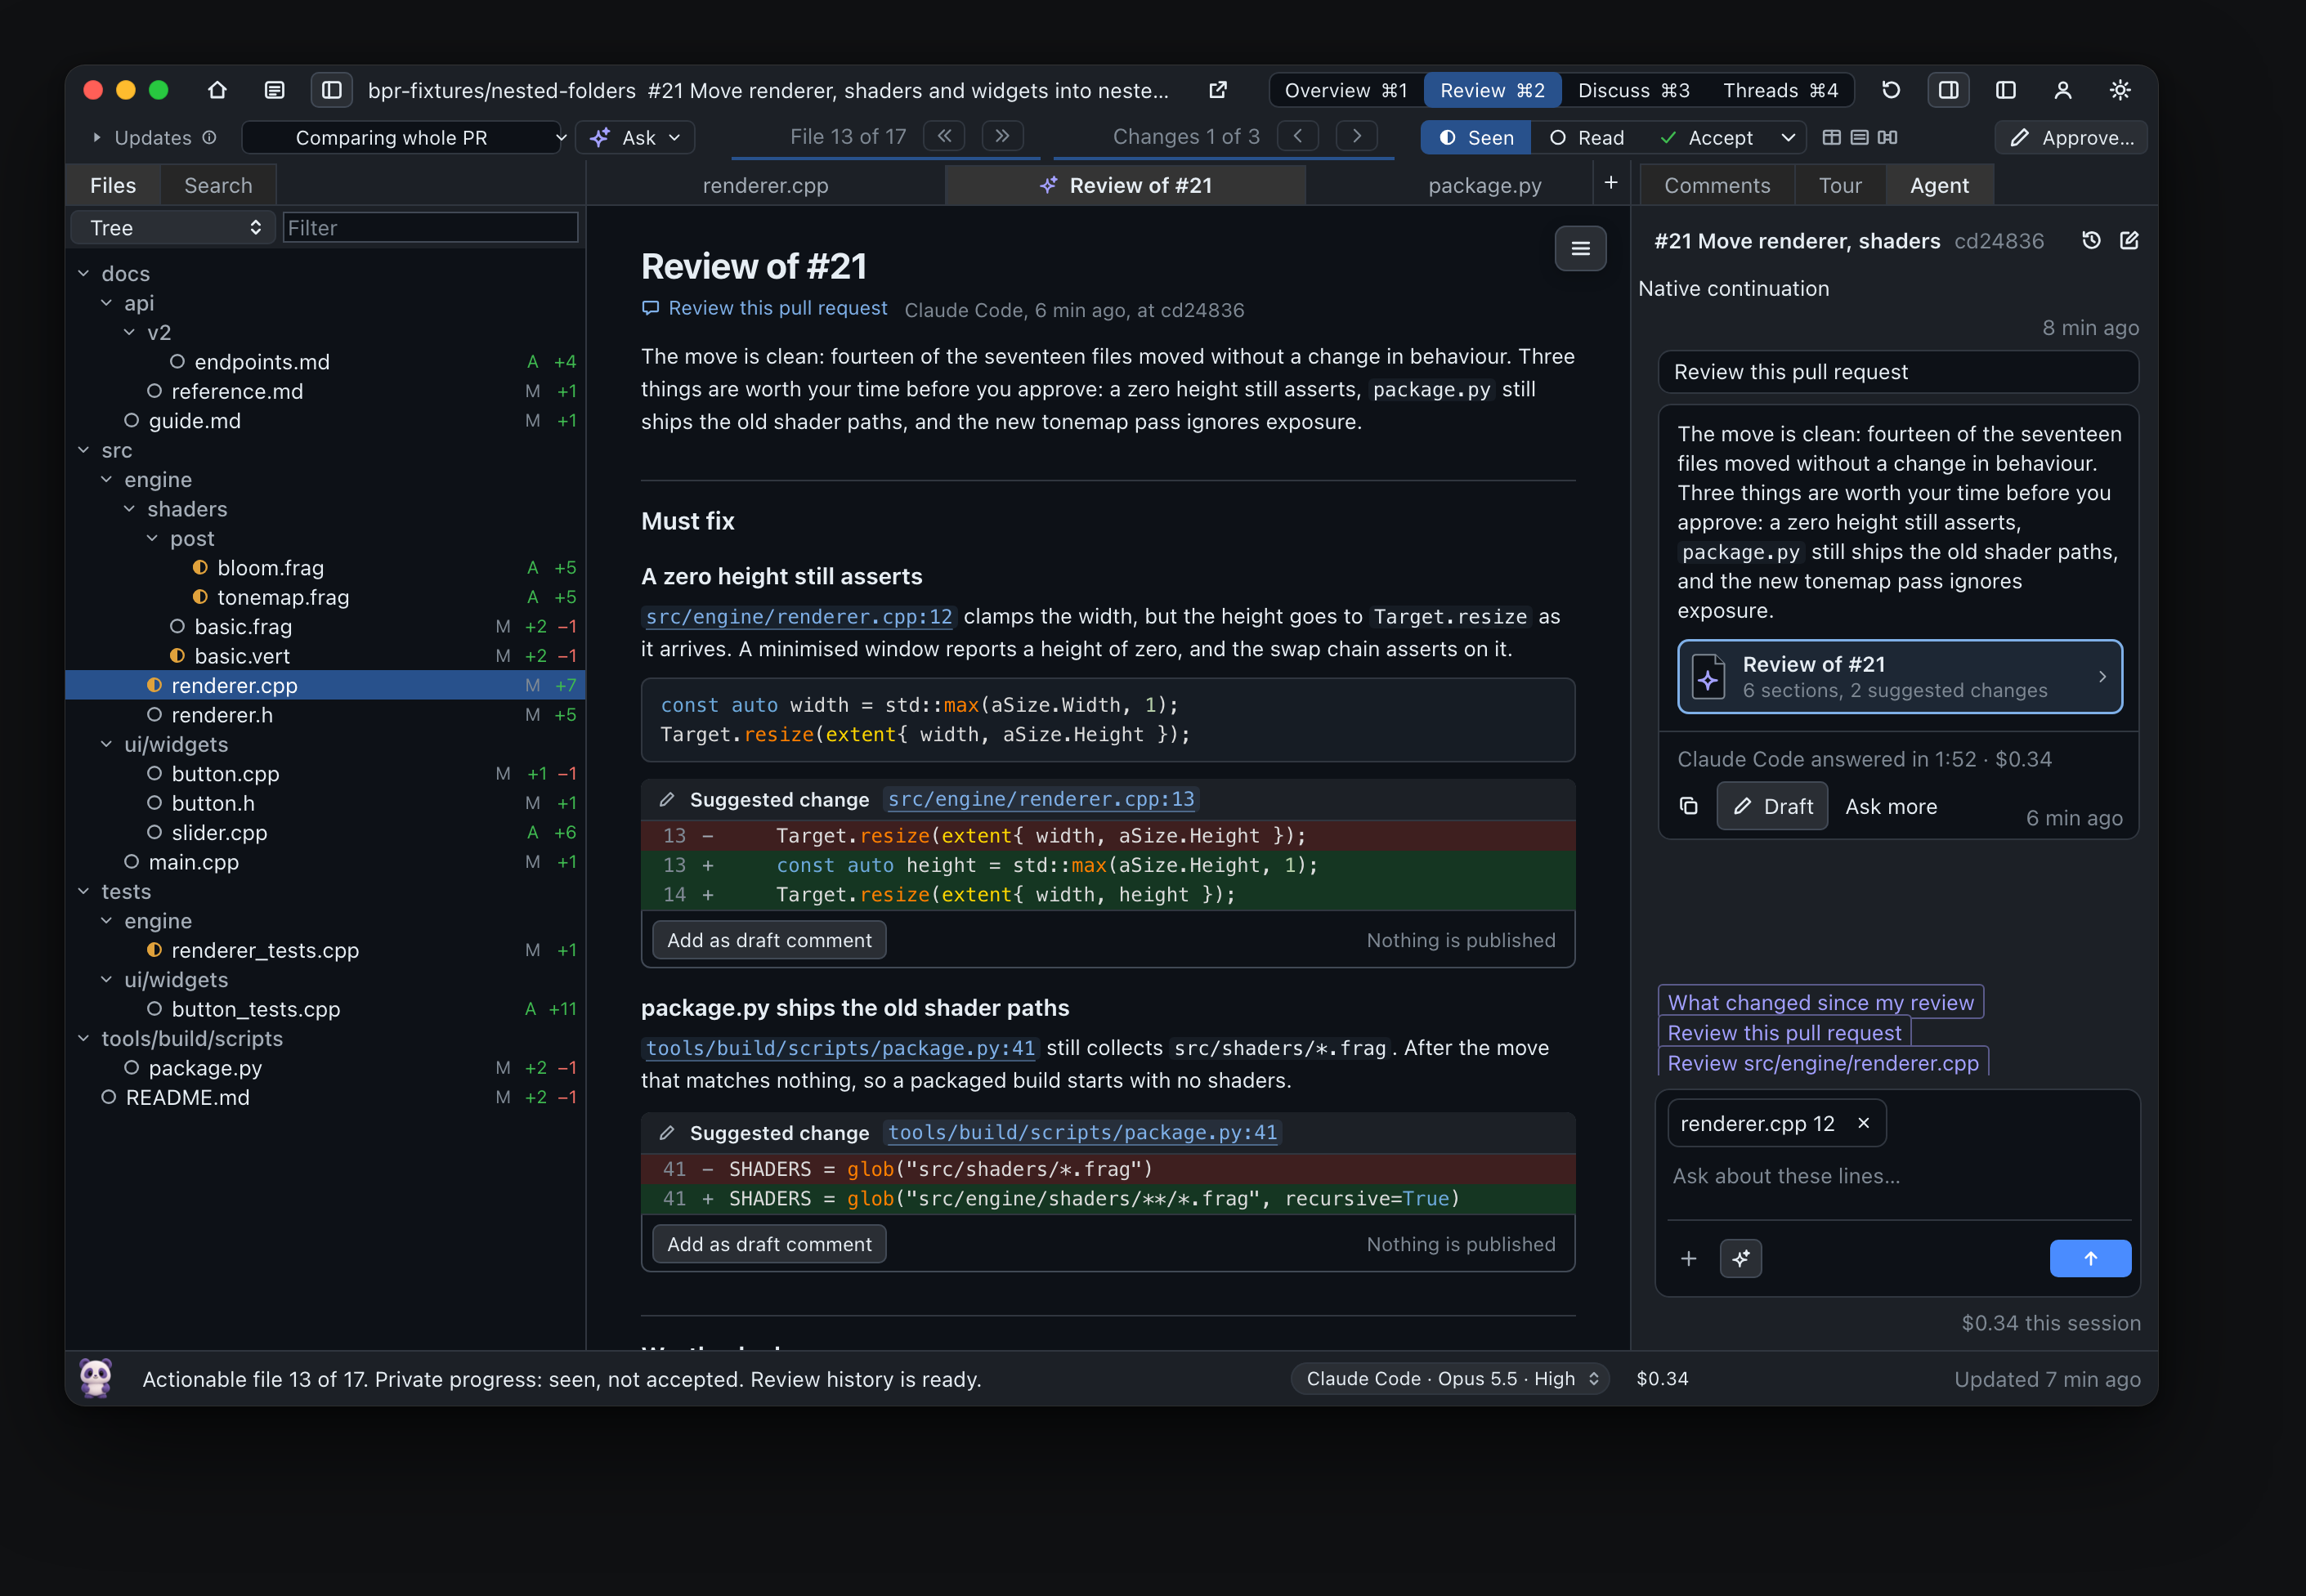 bpr-fixtures/nested-folders #21 Move renderer, shaders and widgets into neste...
Overview ⌘1 Review ⌘2 Discuss ⌘3 Threads ⌘4
Updates Comparing whole PR Ask File 13 of 17 Changes 1 of 3 Seen Read Accept Approve...
Files Search
Tree Filter
docs
api
v2
endpoints.md A +4
reference.md M +1
guide.md M +1
src
engine
shaders
post
bloom.frag A +5
tonemap.frag A +5
basic.frag M +2 −1
basic.vert M +2 −1
renderer.cpp M +7
renderer.h M +5
ui/widgets
button.cpp M +1 −1
button.h M +1
slider.cpp A +6
main.cpp M +1
tests
engine
renderer_tests.cpp M +1
ui/widgets
button_tests.cpp A +11
tools/build/scripts
package.py M +2 −1
README.md M +2 −1
renderer.cpp Review of #21 package.py +
Review of #21
Review this pull request Claude Code, 6 min ago, at cd24836
The move is clean: fourteen of the seventeen files moved without a change in behaviour. Three
things are worth your time before you approve: a zero height still asserts, package.py still
ships the old shader paths, and the new tonemap pass ignores exposure.
Must fix
A zero height still asserts
src/engine/renderer.cpp:12 clamps the width, but the height goes to Target.resize as
it arrives. A minimised window reports a height of zero, and the swap chain asserts on it.
const auto width = std::max(aSize.Width, 1);
Target.resize(extent{ width, aSize.Height });
Suggested change src/engine/renderer.cpp:13
13 − Target.resize(extent{ width, aSize.Height });
13 + const auto height = std::max(aSize.Height, 1);
14 + Target.resize(extent{ width, height });
Add as draft comment Nothing is published
package.py ships the old shader paths
tools/build/scripts/package.py:41 still collects src/shaders/*.frag. After the move
that matches nothing, so a packaged build starts with no shaders.
Suggested change tools/build/scripts/package.py:41
41 − SHADERS = glob("src/shaders/*.frag")
41 + SHADERS = glob("src/engine/shaders/**/*.frag", recursive=True)
Add as draft comment Nothing is published
Comments Tour Agent
#21 Move renderer, shaders cd24836
Native continuation
8 min ago
Review this pull request
The move is clean: fourteen of the seventeen
files moved without a change in behaviour.
Three things are worth your time before you
approve: a zero height still asserts,
package.py still ships the old shader paths,
and the new tonemap pass ignores
exposure.
Review of #21
6 sections, 2 suggested changes
Claude Code answered in 1:52 · $0.34
Draft Ask more 6 min ago
What changed since my review
Review this pull request
Review src/engine/renderer.cpp
renderer.cpp 12 ×
Ask about these lines...
$0.34 this session
Actionable file 13 of 17. Private progress: seen, not accepted. Review history is ready.
Claude Code · Opus 5.5 · High $0.34 Updated 7 min ago